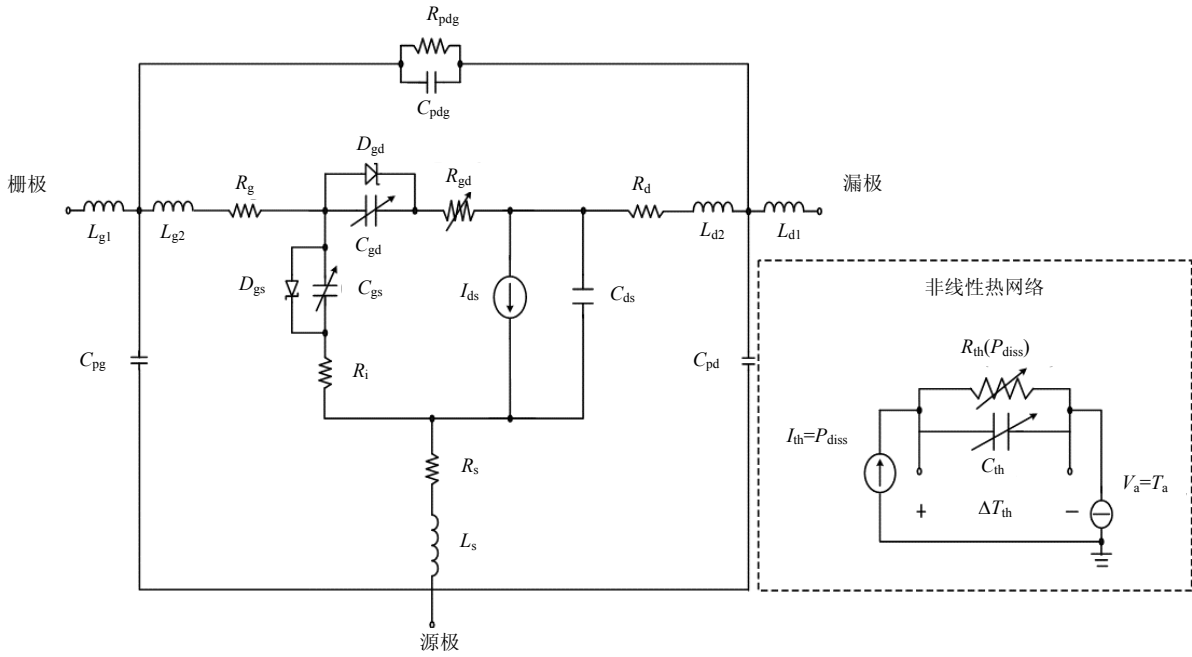 R_pdg
C_pdg
D_gd
栅极
R_g
R_gd
R_d
漏极
L_g1
L_g2
C_gd
L_d2
L_d1
D_gs
C_gs
I_ds
C_ds
非线性热网络
C_pg
R_i
C_pd
R_th(P_diss)
I_th=P_diss
C_th
R_s
V_a=T_a
+ ΔT_th −
L_s
源极